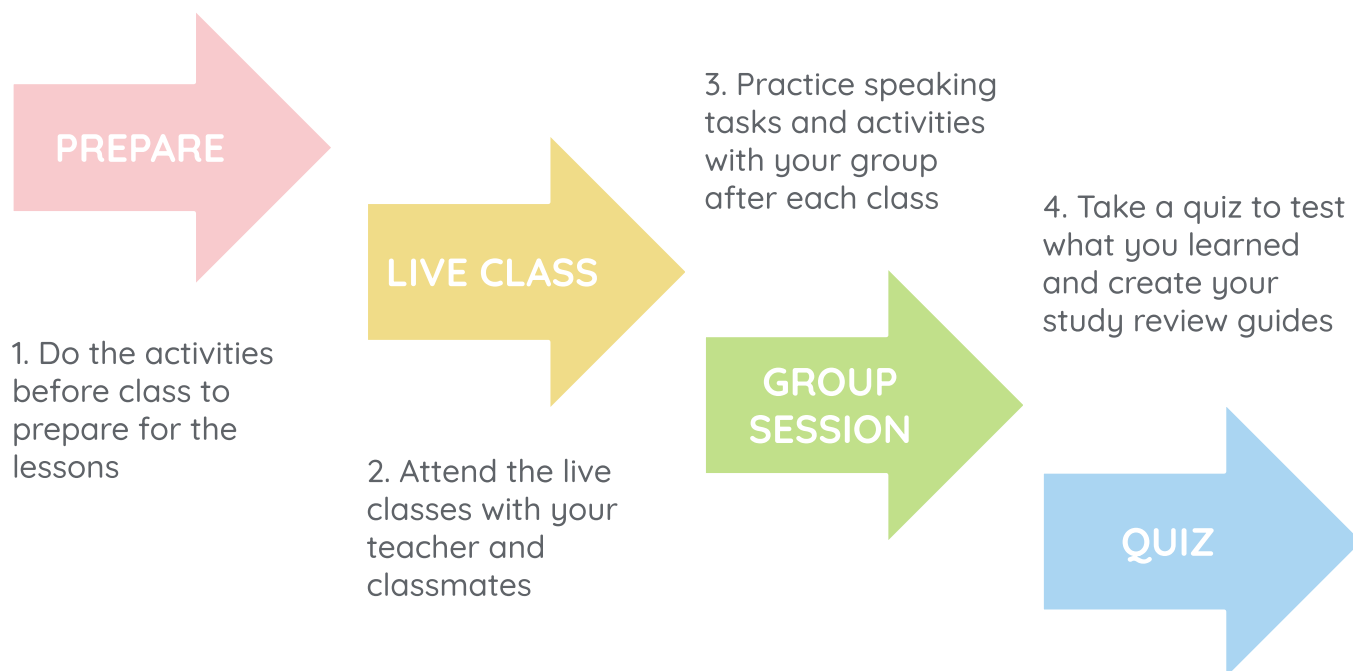 PREPARE
1. Do the activities
before class to
prepare for the
lessons
LIVE CLASS
2. Attend the live
classes with your
teacher and
classmates
3. Practice speaking
tasks and activities
with your group
after each class
GROUP
SESSION
4. Take a quiz to test
what you learned
and create your
study review guides
QUIZ